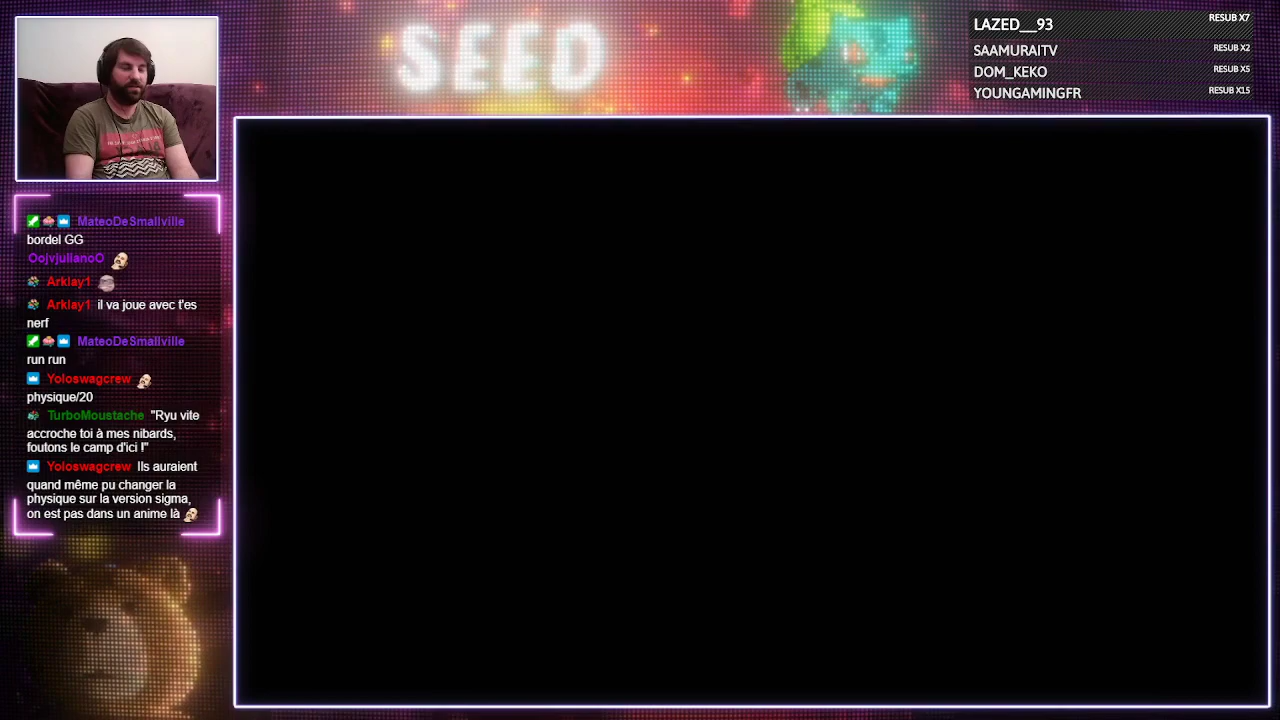 SEED
LAZED__93 RESUB X7
SAAMURAITV RESUB X2
DOM_KEKO RESUB X5
YOUNGAMINGFR RESUB X15
MateoDeSmallville
bordel GG
OojvjulianoO
Arklay1
Arklay1 il va joue avec t'es
nerf
MateoDeSmallville
run run
Yoloswagcrew
physique/20
TurboMoustache "Ryu vite
accroche toi à mes nibards,
foutons le camp d'ici !"
Yoloswagcrew Ils auraient
quand même pu changer la
physique sur la version sigma,
on est pas dans un anime là